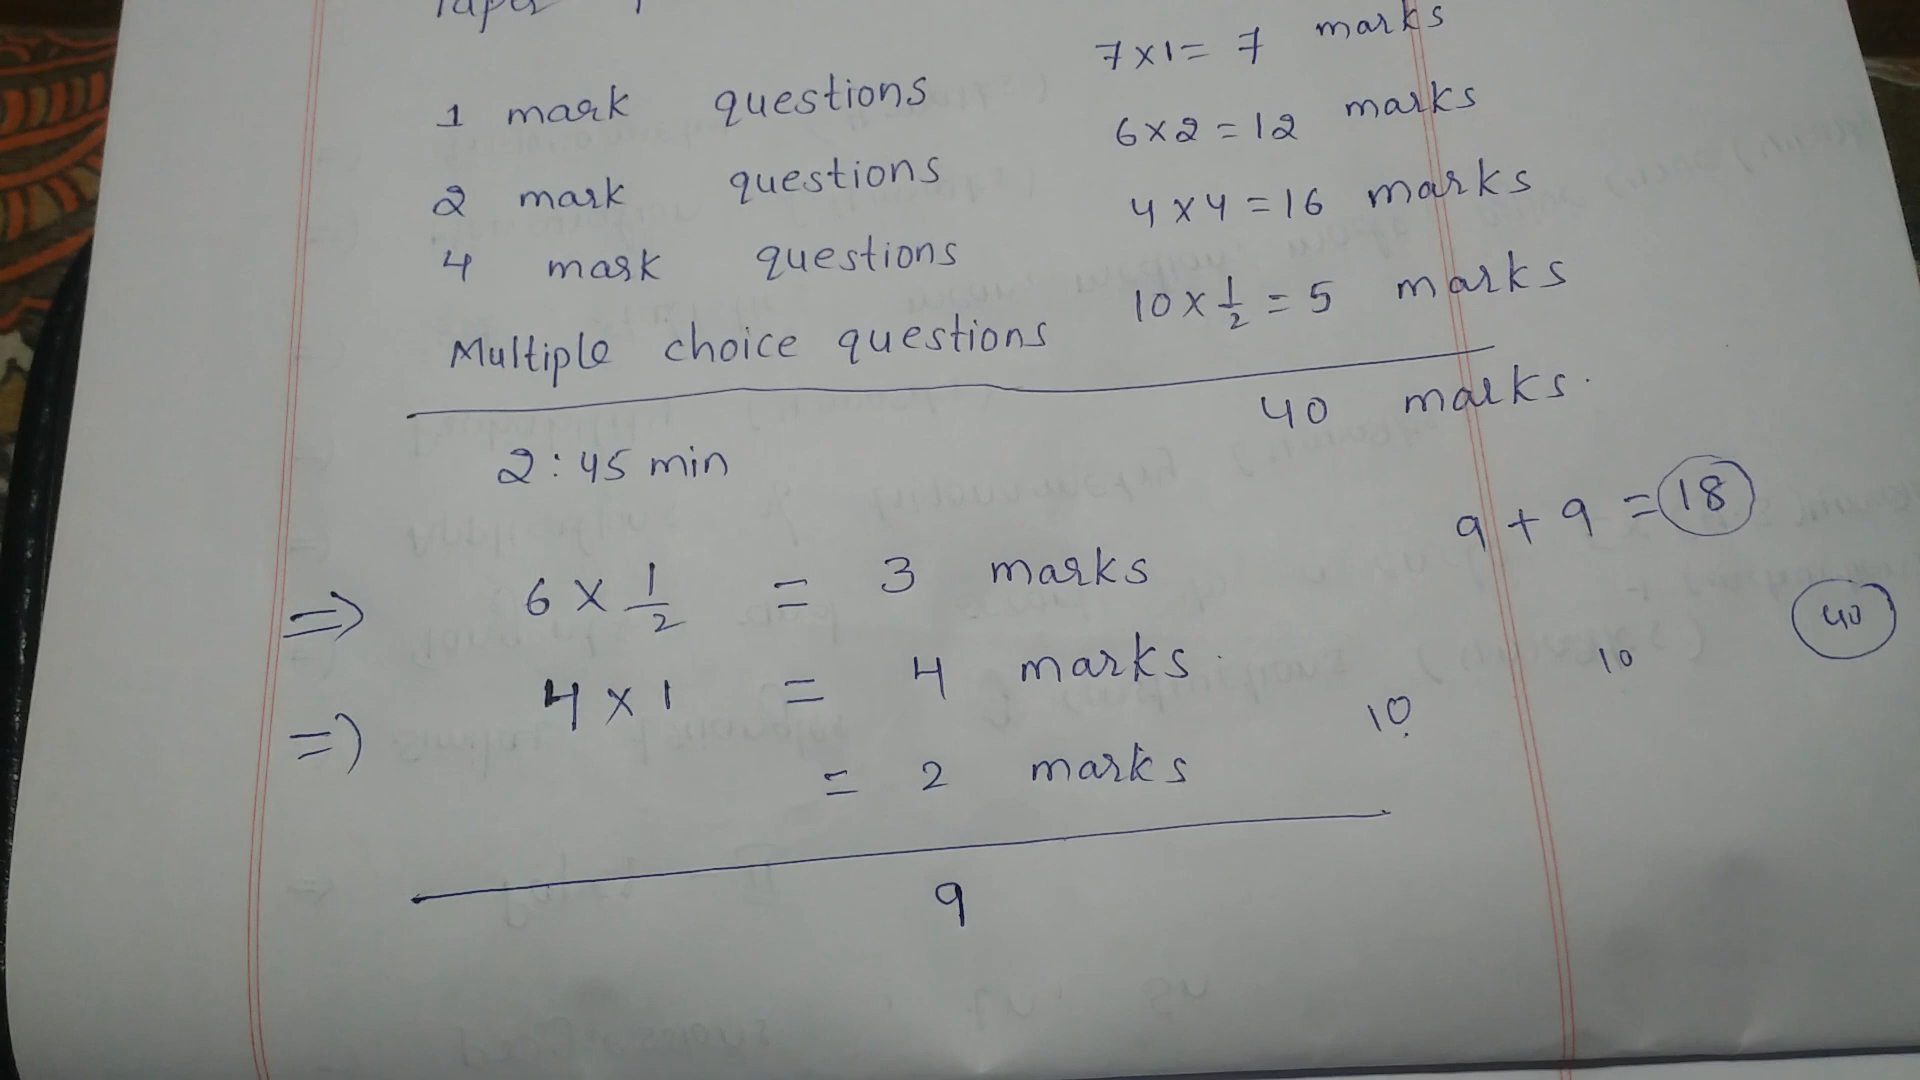 Paper
1 mark questions 7 x 1 = 7 marks
2 mark questions 6 x 2 = 12 marks
4 mark questions 4 x 4 = 16 marks
Multiple choice questions 10 x 1/2 = 5 marks
40 marks.
2 : 45 min
9 + 9 = 18
⇒ 6 x 1/2 = 3 marks
40
10
⇒ 4 x 1 = 4 marks.
10
= 2 marks
9